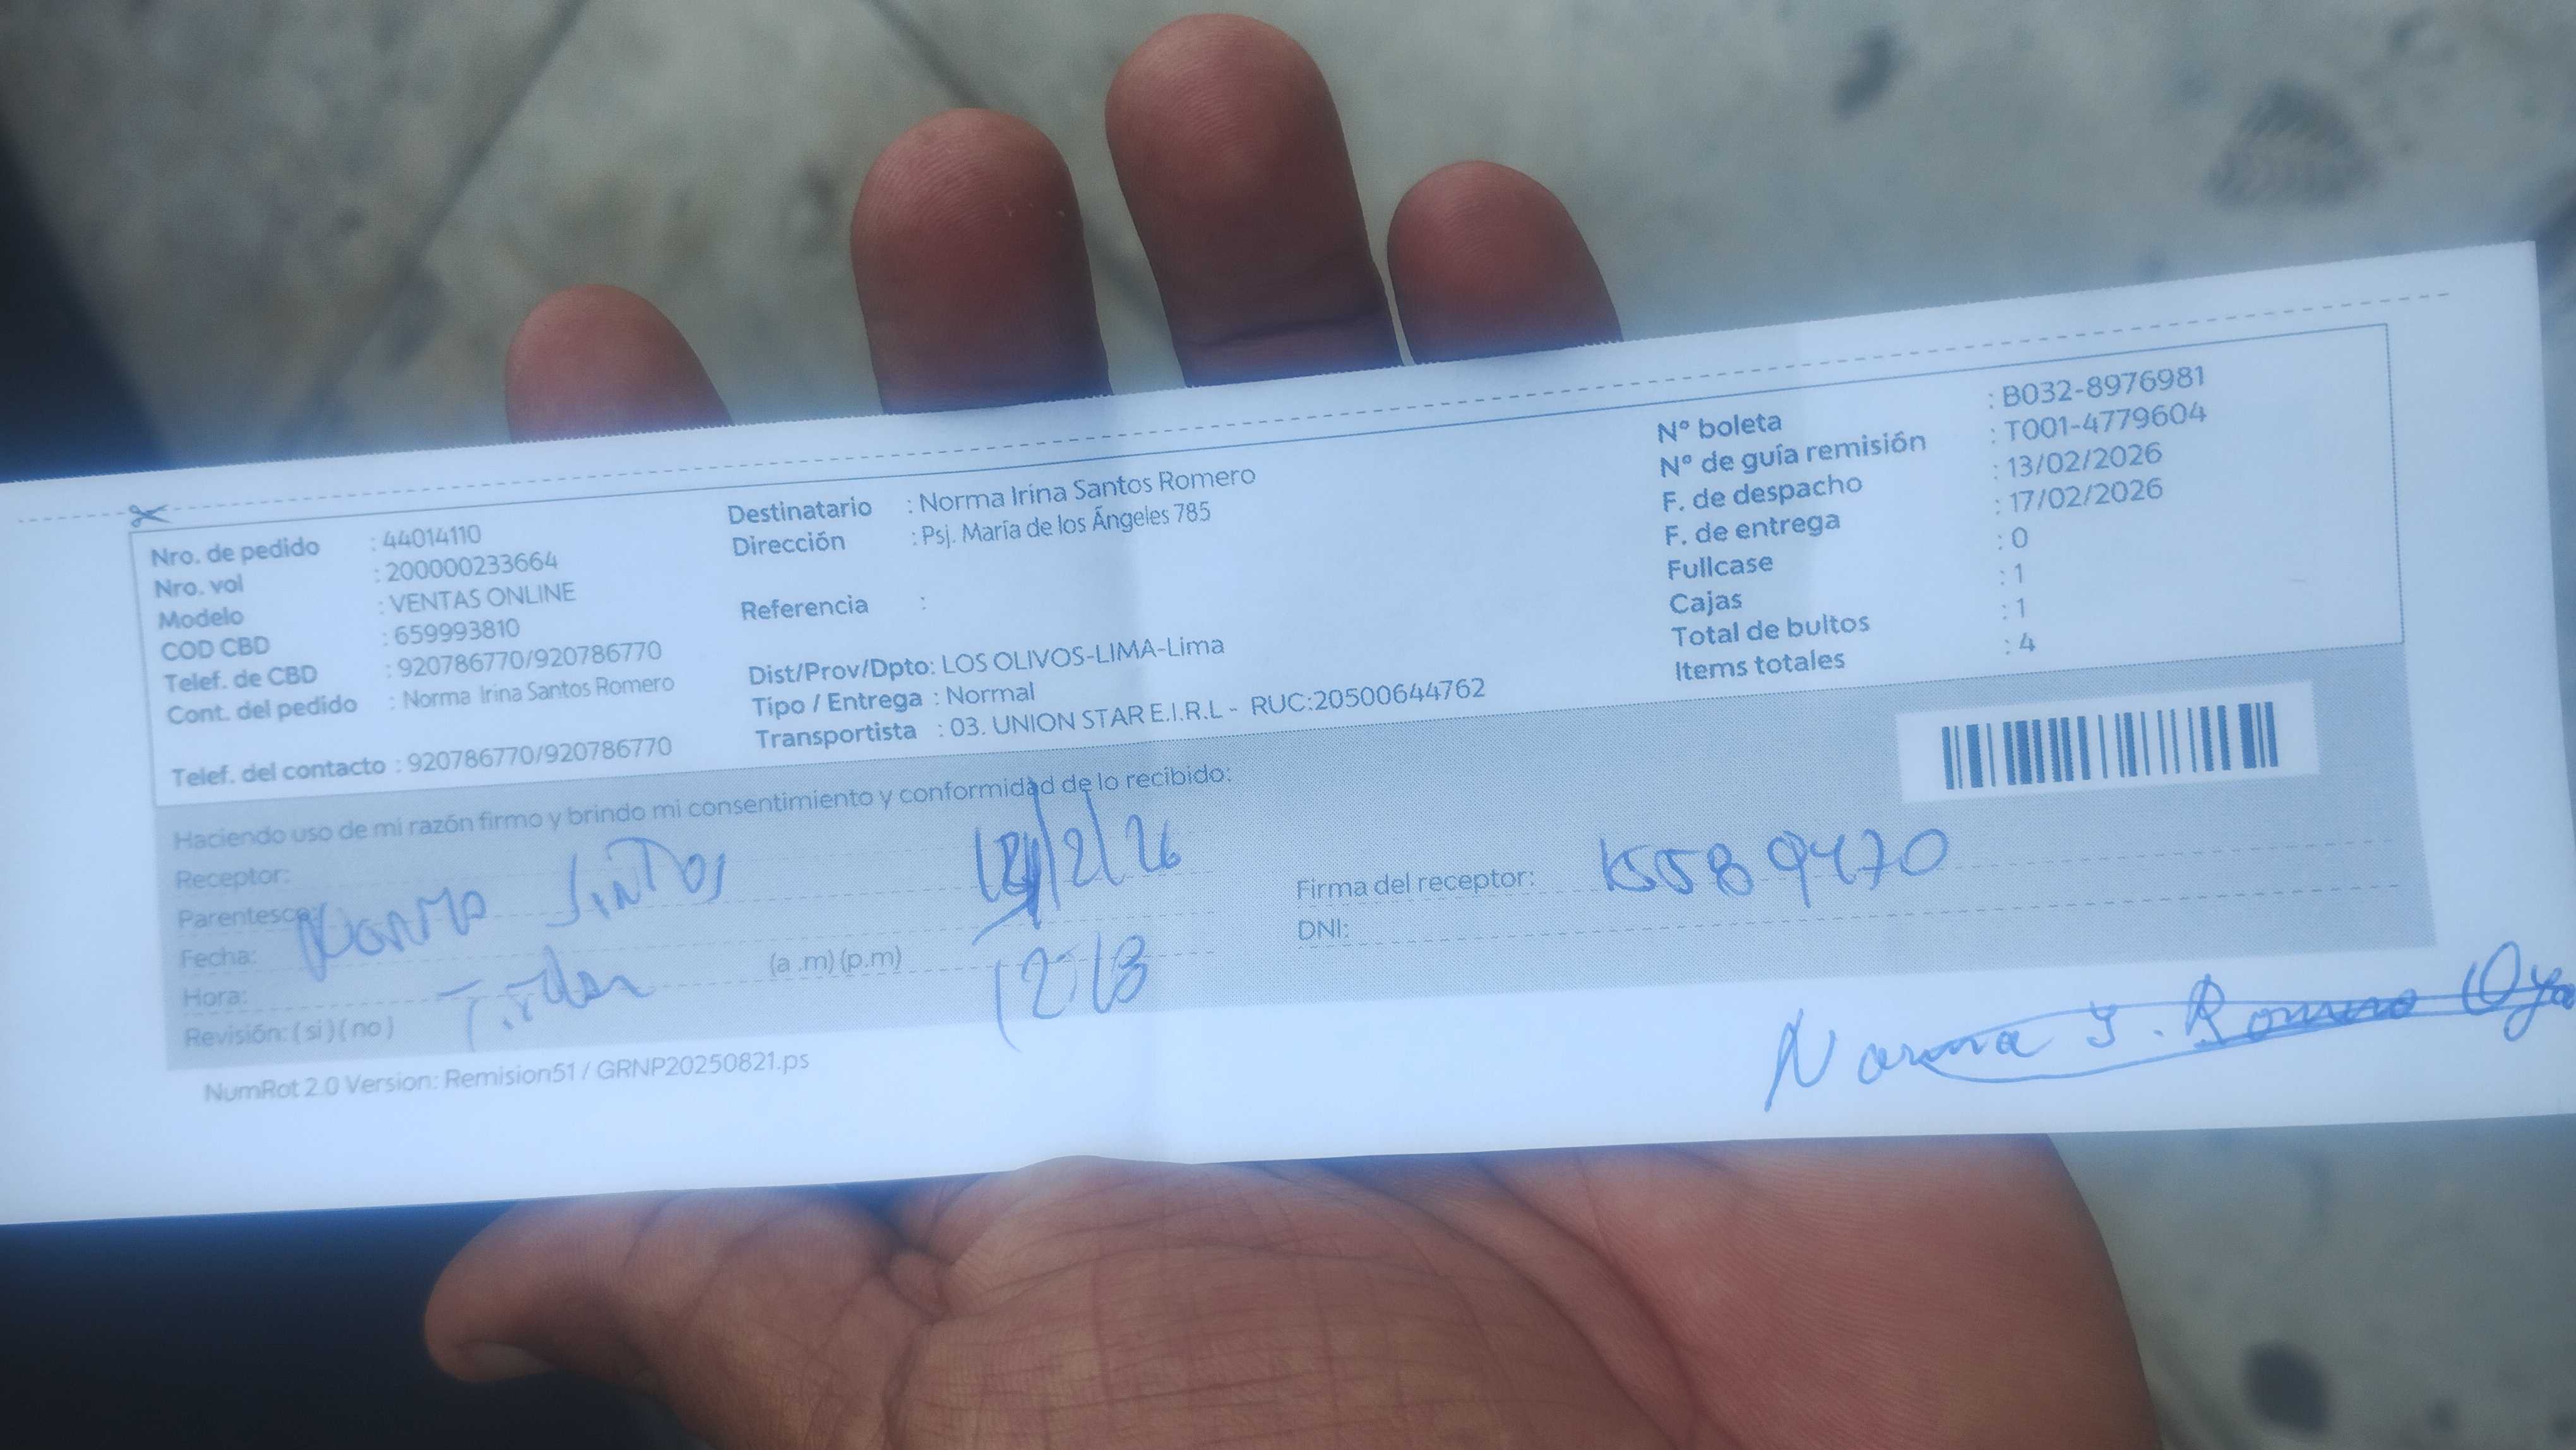 Nro. de pedido : 44014110
Nro. vol : 200000233664
Modelo : VENTAS ONLINE
COD CBD : 659993810
Telef. de CBD : 920786770/920786770
Cont. del pedido : Norma Irina Santos Romero
Telef. del contacto : 920786770/920786770
Destinatario : Norma Irina Santos Romero
Dirección : Psj. María de los Ángeles 785
Referencia :
Dist/Prov/Dpto: LOS OLIVOS-LIMA-Lima
Tipo / Entrega : Normal
Transportista : 03. UNION STAR E.I.R.L - RUC:20500644762
Nº boleta : B032-8976981
Nº de guía remisión : T001-4779604
F. de despacho : 13/02/2026
F. de entrega : 17/02/2026
Fullcase : 0
Cajas : 1
Total de bultos : 1
Items totales : 4
Haciendo uso de mi razón firmo y brindo mi consentimiento y conformidad de lo recibido:
Receptor:
Parentesco:
Norma Santos
Fecha:
Hora: (a .m) (p.m)
Revisión: ( si ) ( no )
Firma del receptor:
DNI:
Norma I. Romero
NumRot 2.0 Version: Remision51 / GRNP20250821.ps